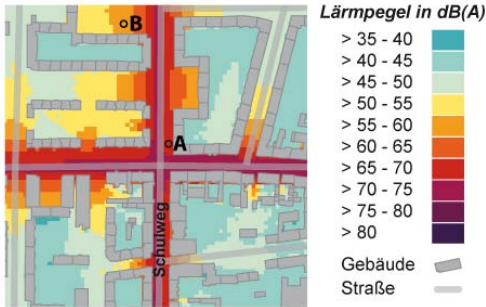 B
A
Schulweg
Lärmpegel in dB(A)
> 35 - 40
> 40 - 45
> 45 - 50
> 50 - 55
> 55 - 60
> 60 - 65
> 65 - 70
> 70 - 75
> 75 - 80
> 80
Gebäude
Straße